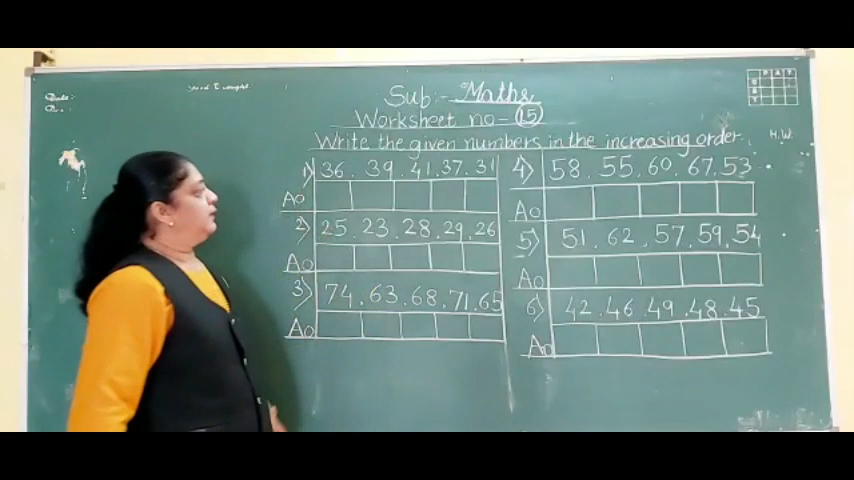 Sub:- Maths
Worksheet no-15
Write the given numbers in the increasing order.
H.W.
1) 36, 39, 41, 37, 31
Ao
2) 25, 23, 28, 29, 26
Ao
3) 74, 63, 68, 71, 65
Ao
4) 58, 55, 60, 67, 53
Ao
5) 51, 62, 57, 59, 54
Ao
6) 42, 46, 49, 48, 45
Ao